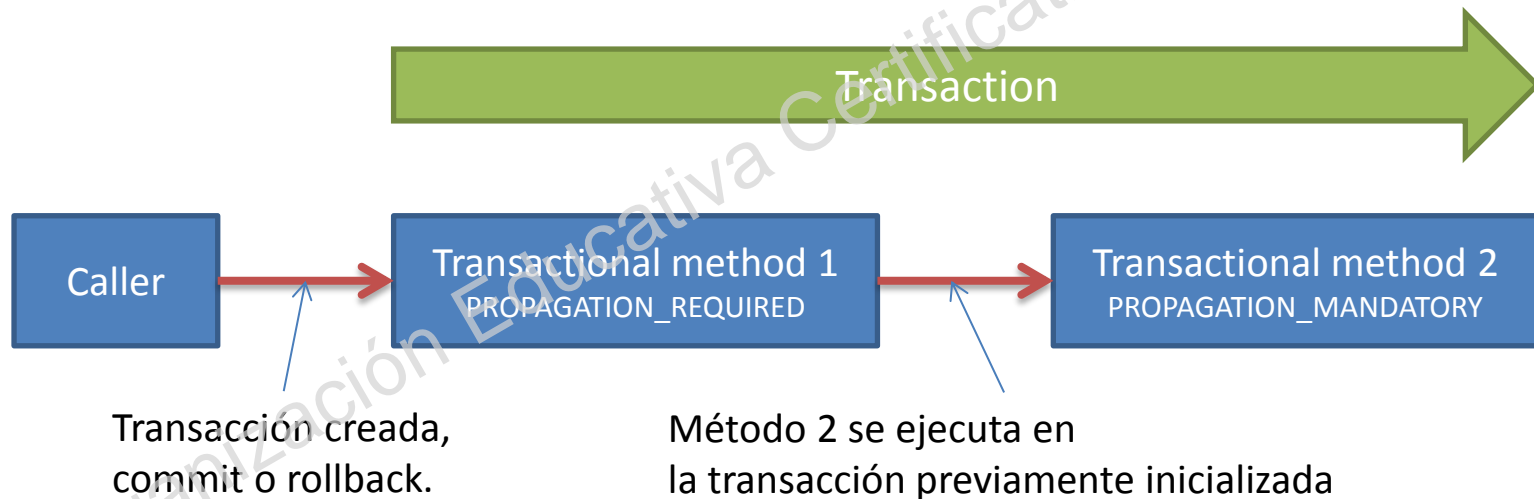 Transaction
Caller
Transactional method 1
PROPAGATION_REQUIRED
Transactional method 2
PROPAGATION_MANDATORY
Transacción creada,
commit o rollback.
Método 2 se ejecuta en
la transacción previamente inicializada
Educativa